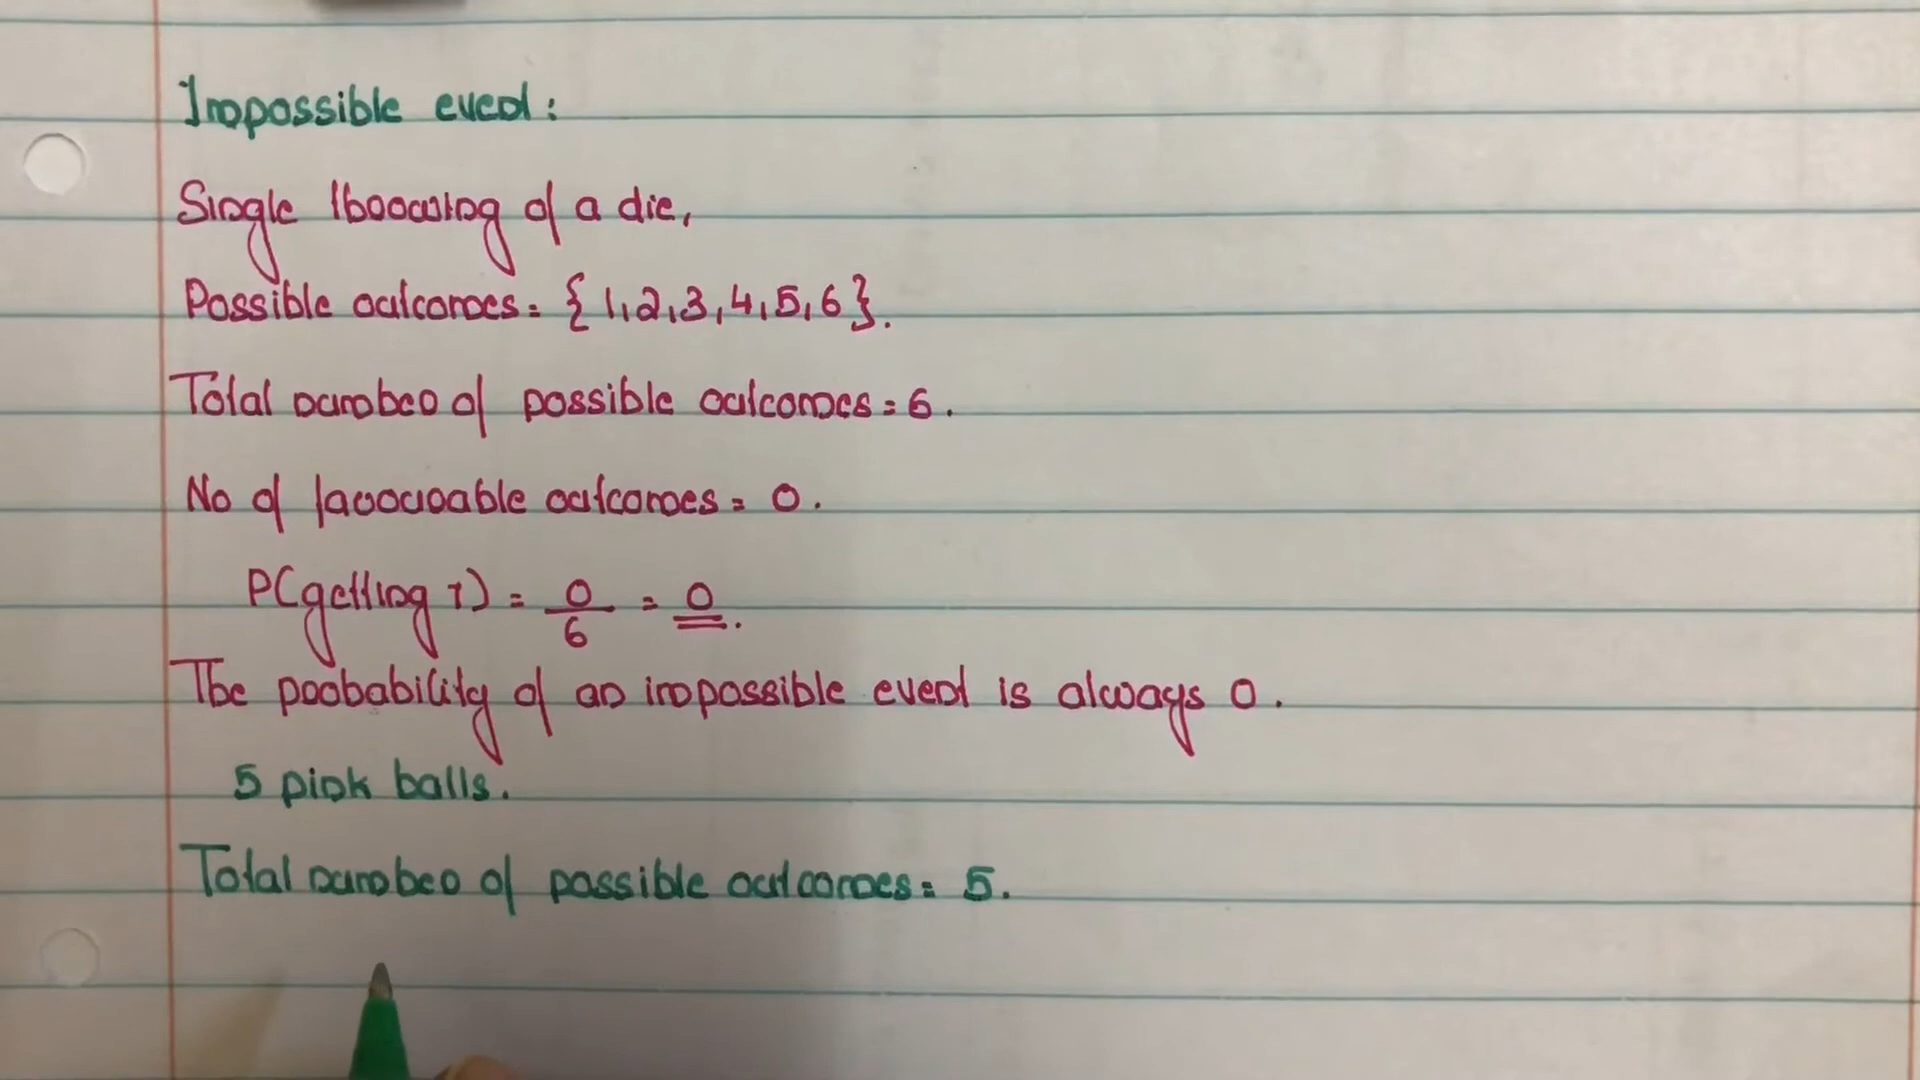 Impossible event:
Single throwing of a die,
Possible outcomes = {1,2,3,4,5,6}.
Total number of possible outcomes = 6.
No of favourable outcomes = 0.
P(getting 7) = 0/6 = 0.
The probability of an impossible event is always 0.
5 pink balls.
Total number of possible outcomes = 5.